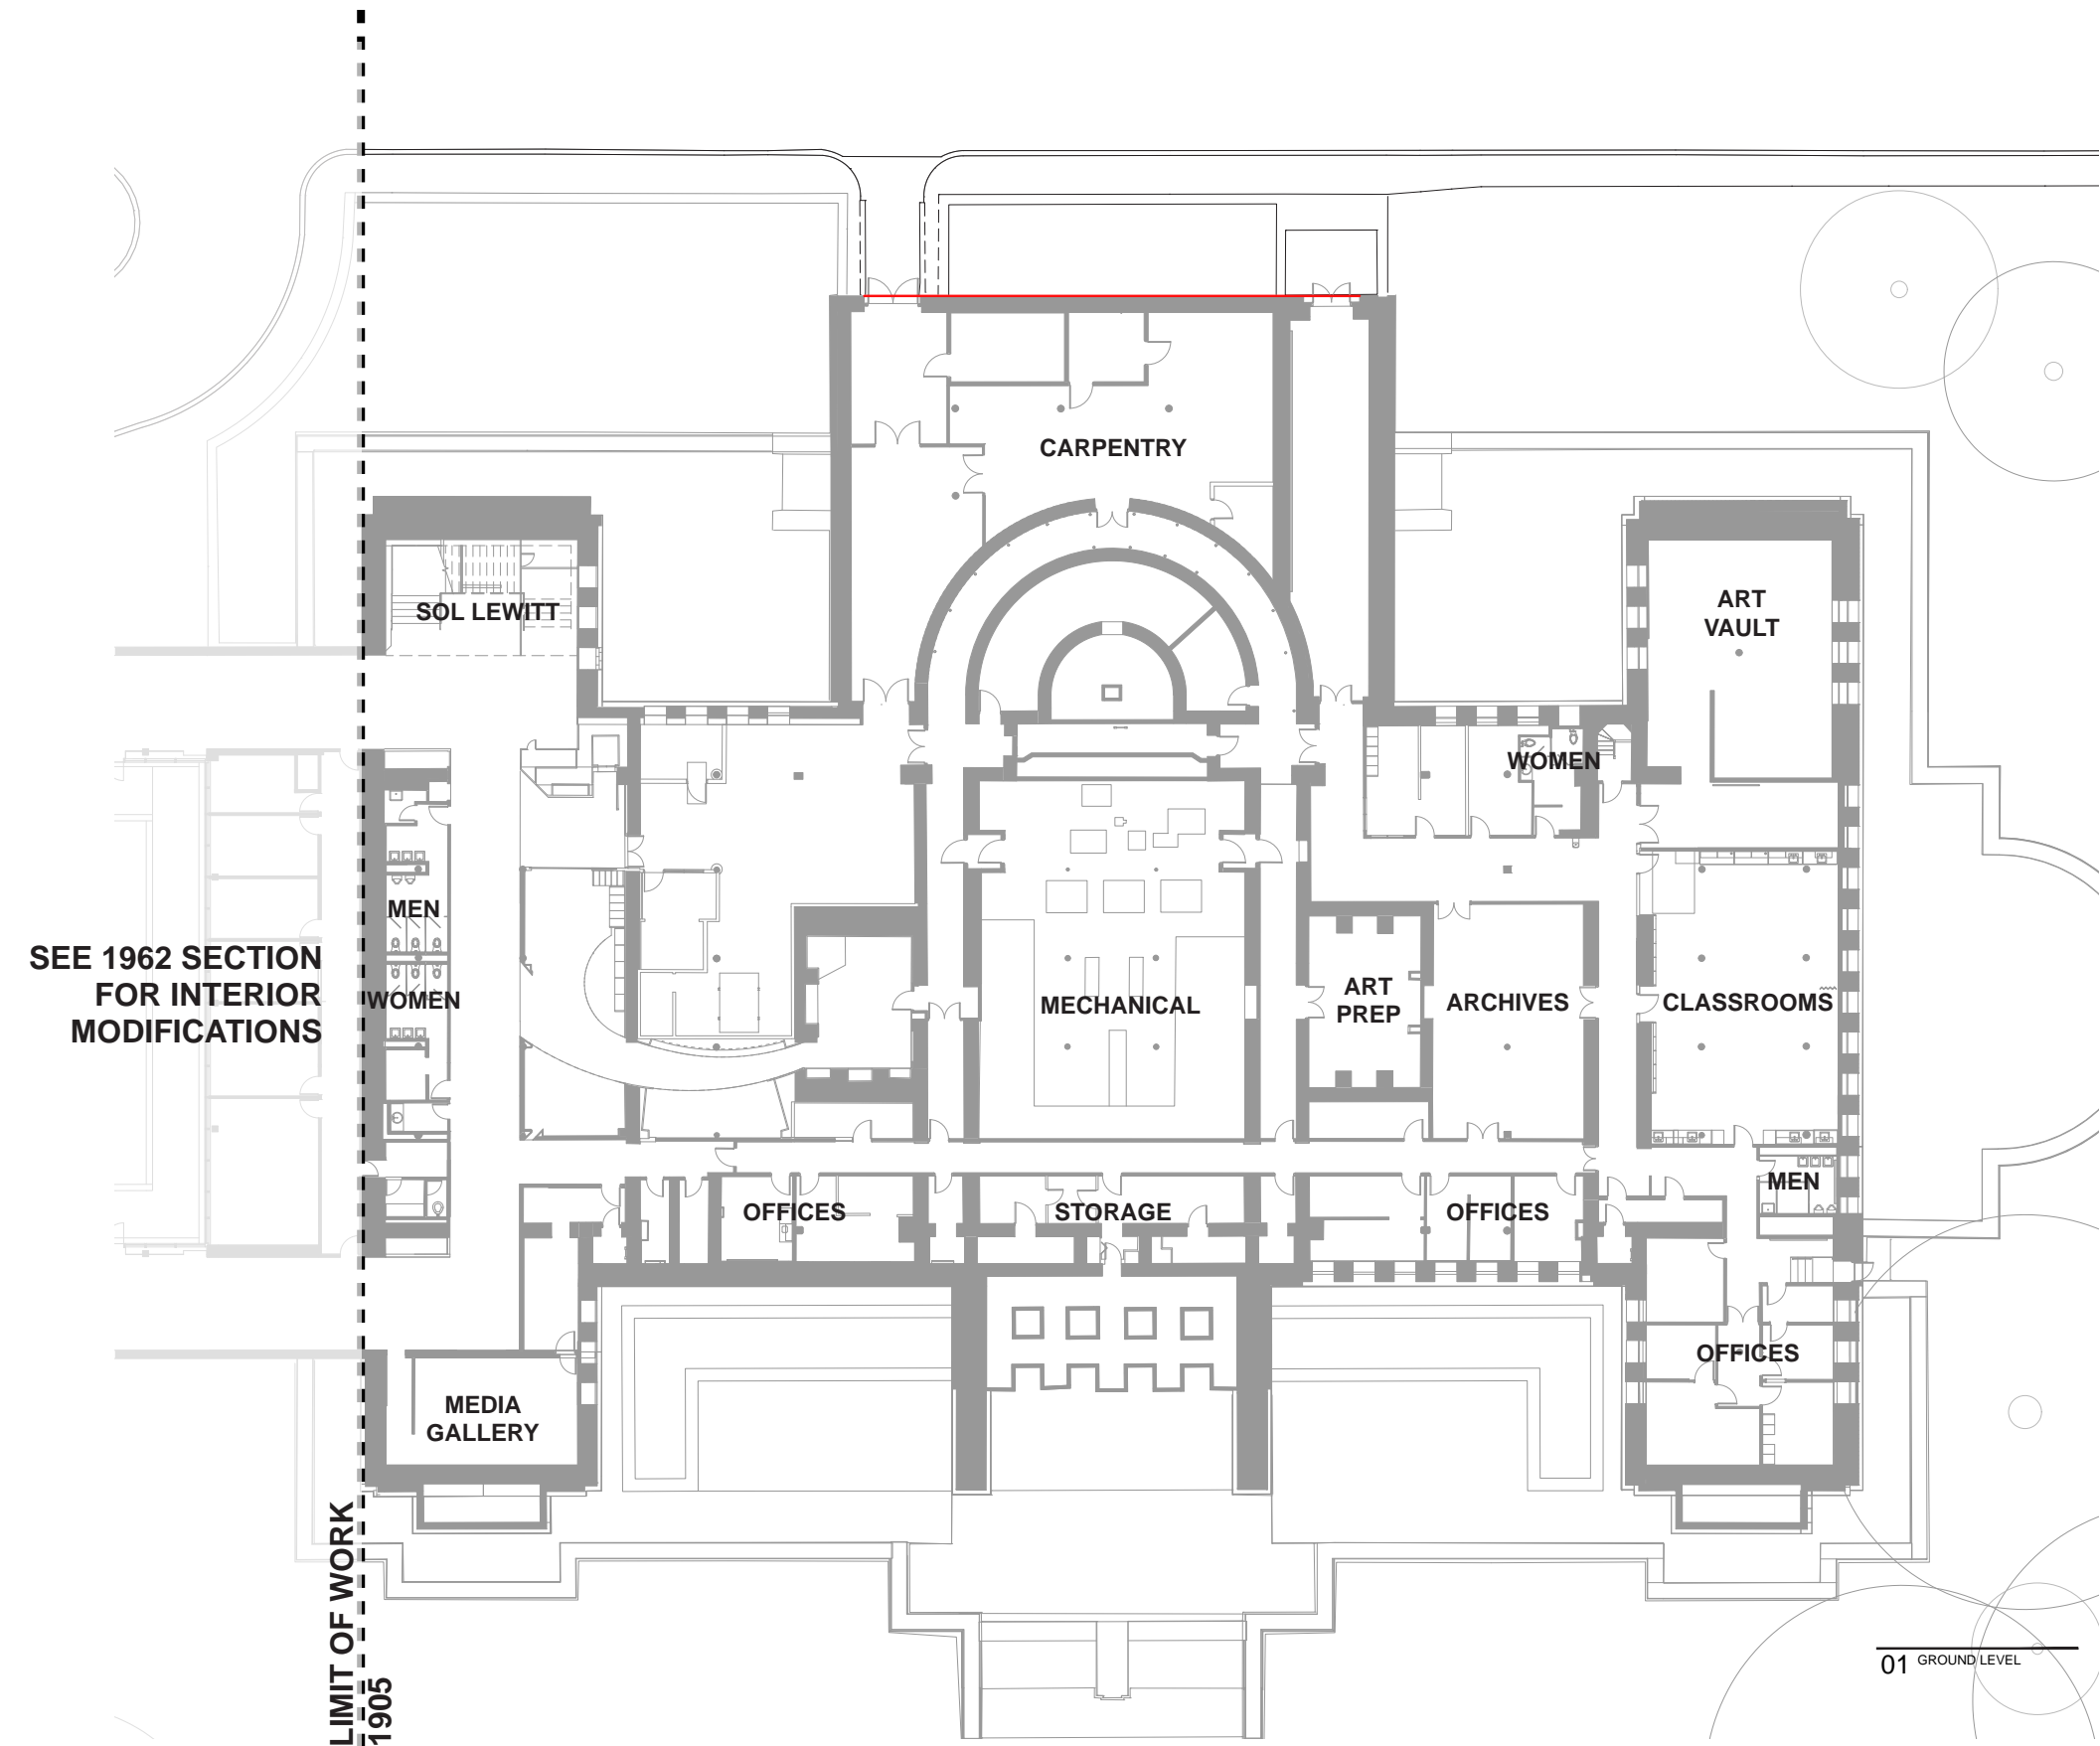 CARPENTRY
SOL LEWITT
ART
VAULT
WOMEN
MEN
SEE 1962 SECTION
FOR INTERIOR
MODIFICATIONS
WOMEN
MECHANICAL
ART
PREP
ARCHIVES
CLASSROOMS
MEN
OFFICES
STORAGE
OFFICES
OFFICES
MEDIA
GALLERY
LIMIT OF WORK
1905
01 GROUND LEVEL